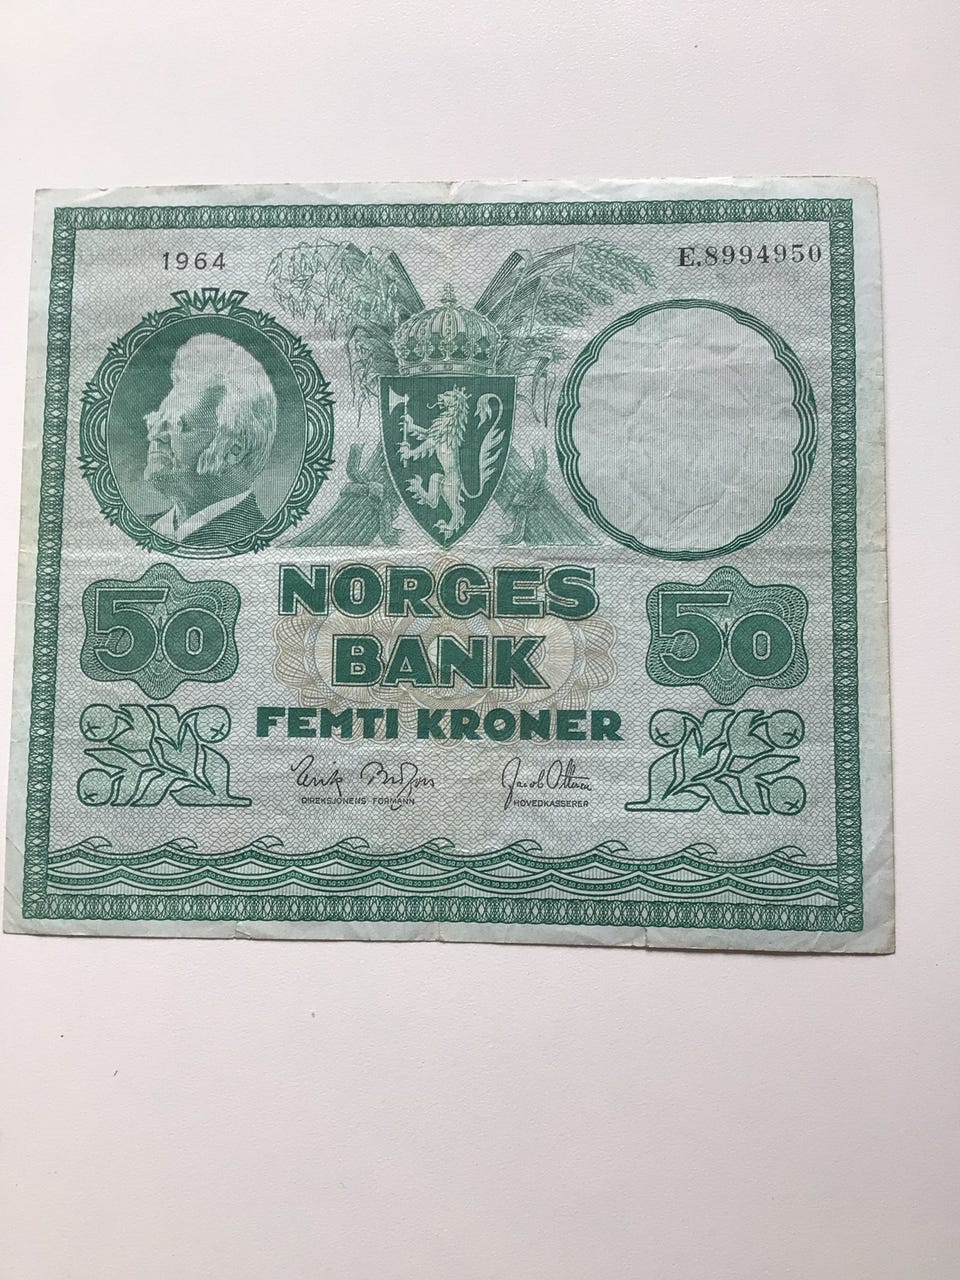 1964
E.8994950
50
NORGES
BANK
50
FEMTI KRONER
DIREKSJONENS FORMANN
HOVEDKASSERER